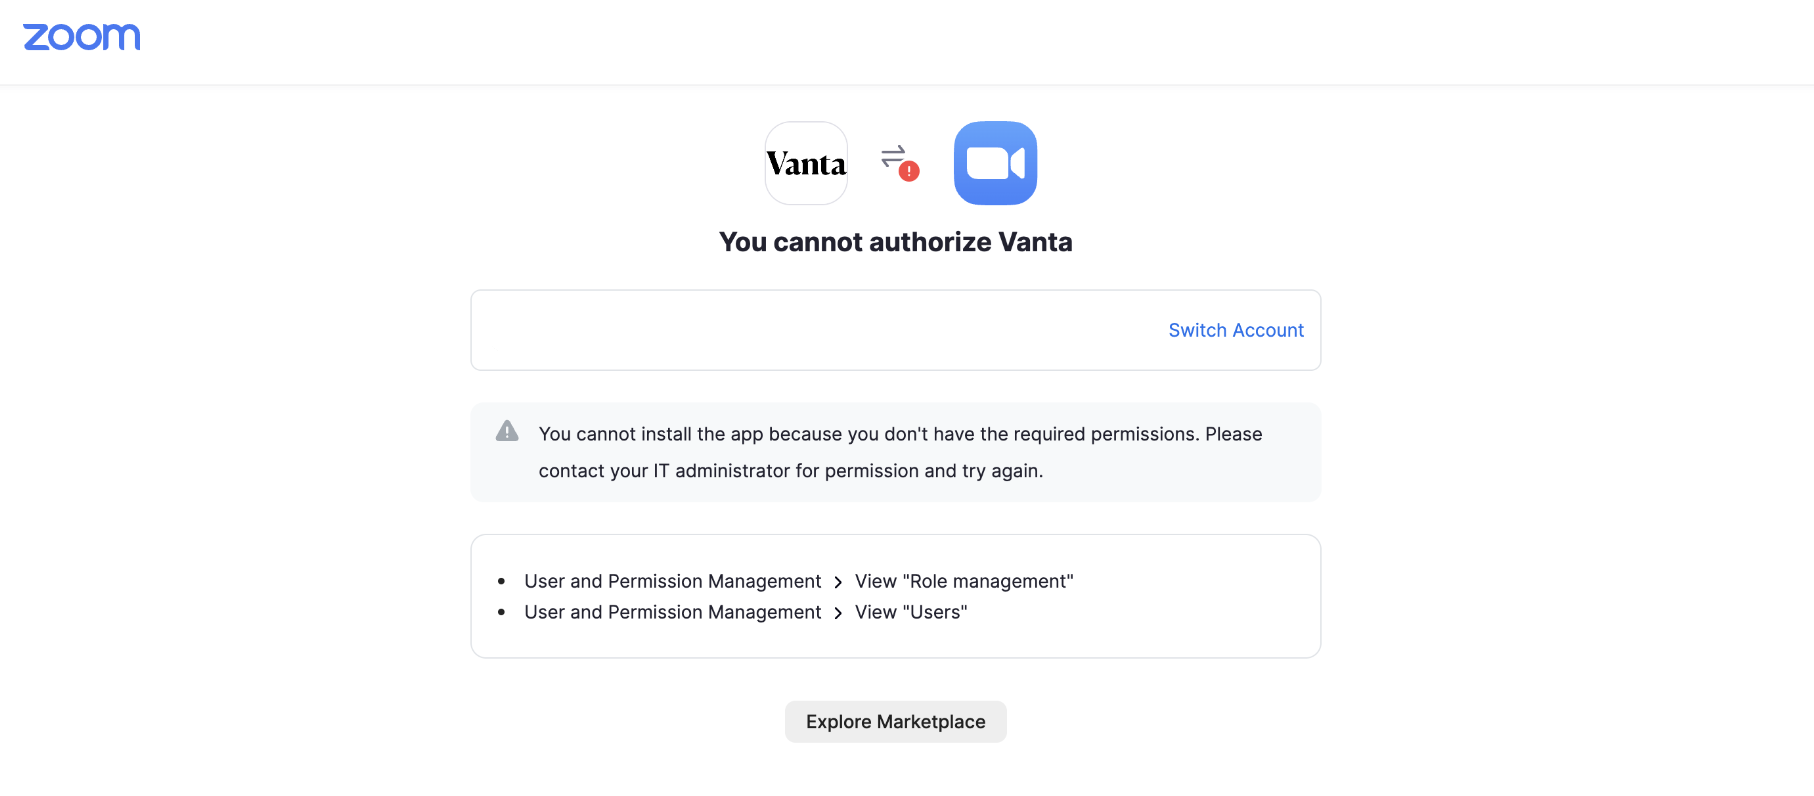 zoom
Vanta
You cannot authorize Vanta
Switch Account
You cannot install the app because you don't have the required permissions. Please
contact your IT administrator for permission and try again.
• User and Permission Management > View "Role management"
• User and Permission Management > View "Users"
Explore Marketplace